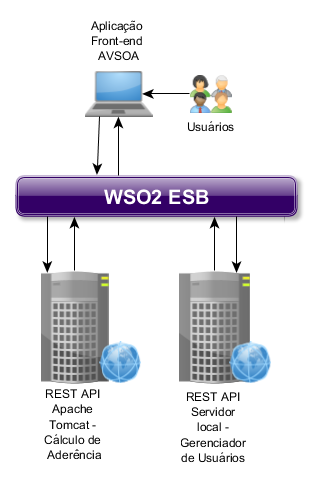 Aplicação
Front-end
AVSOA
Usuários
WSO2 ESB
REST API
Apache
Tomcat -
Cálculo de
Aderência
REST API
Servidor
local -
Gerenciador
de Usuários